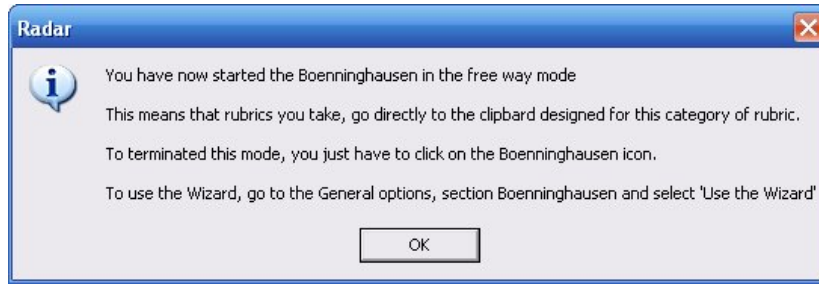 Radar
You have now started the Boenninghausen in the free way mode
This means that rubrics you take, go directly to the clipbard designed for this category of rubric.
To terminated this mode, you just have to click on the Boenninghausen icon.
To use the Wizard, go to the General options, section Boenninghausen and select 'Use the Wizard'
OK